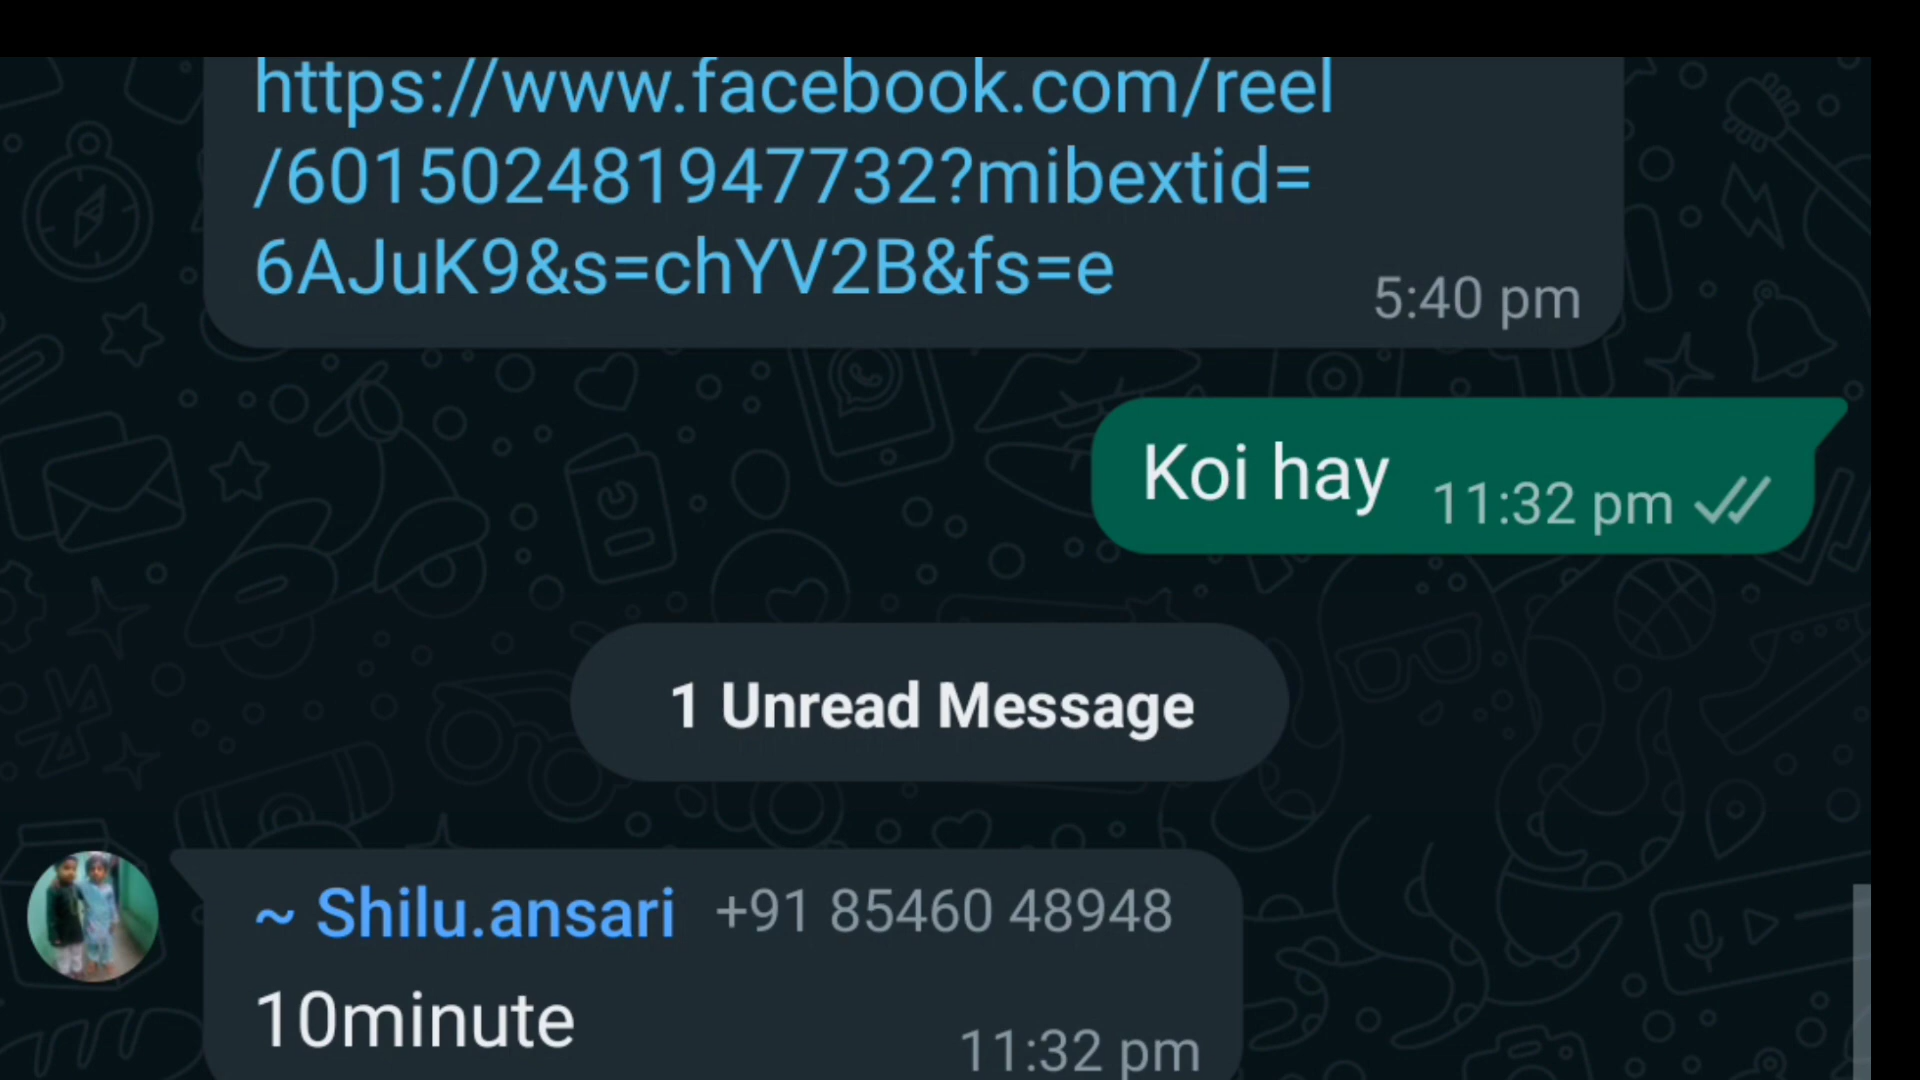 https://www.facebook.com/reel
/601502481947732?mibextid=
6AJuK9&s=chYV2B&fs=e
5:40 pm
Koi hay 11:32 pm
1 Unread Message
~ Shilu.ansari +91 85460 48948
10minute
11:32 pm